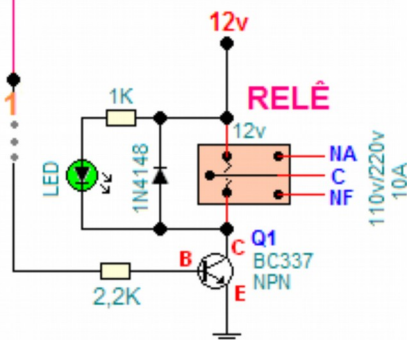 12v
1
1K
RELÊ
12v
LED
1N4148
NA
C
NF
110v/220v
10A
C
Q1
B
BC337
NPN
E
2,2K